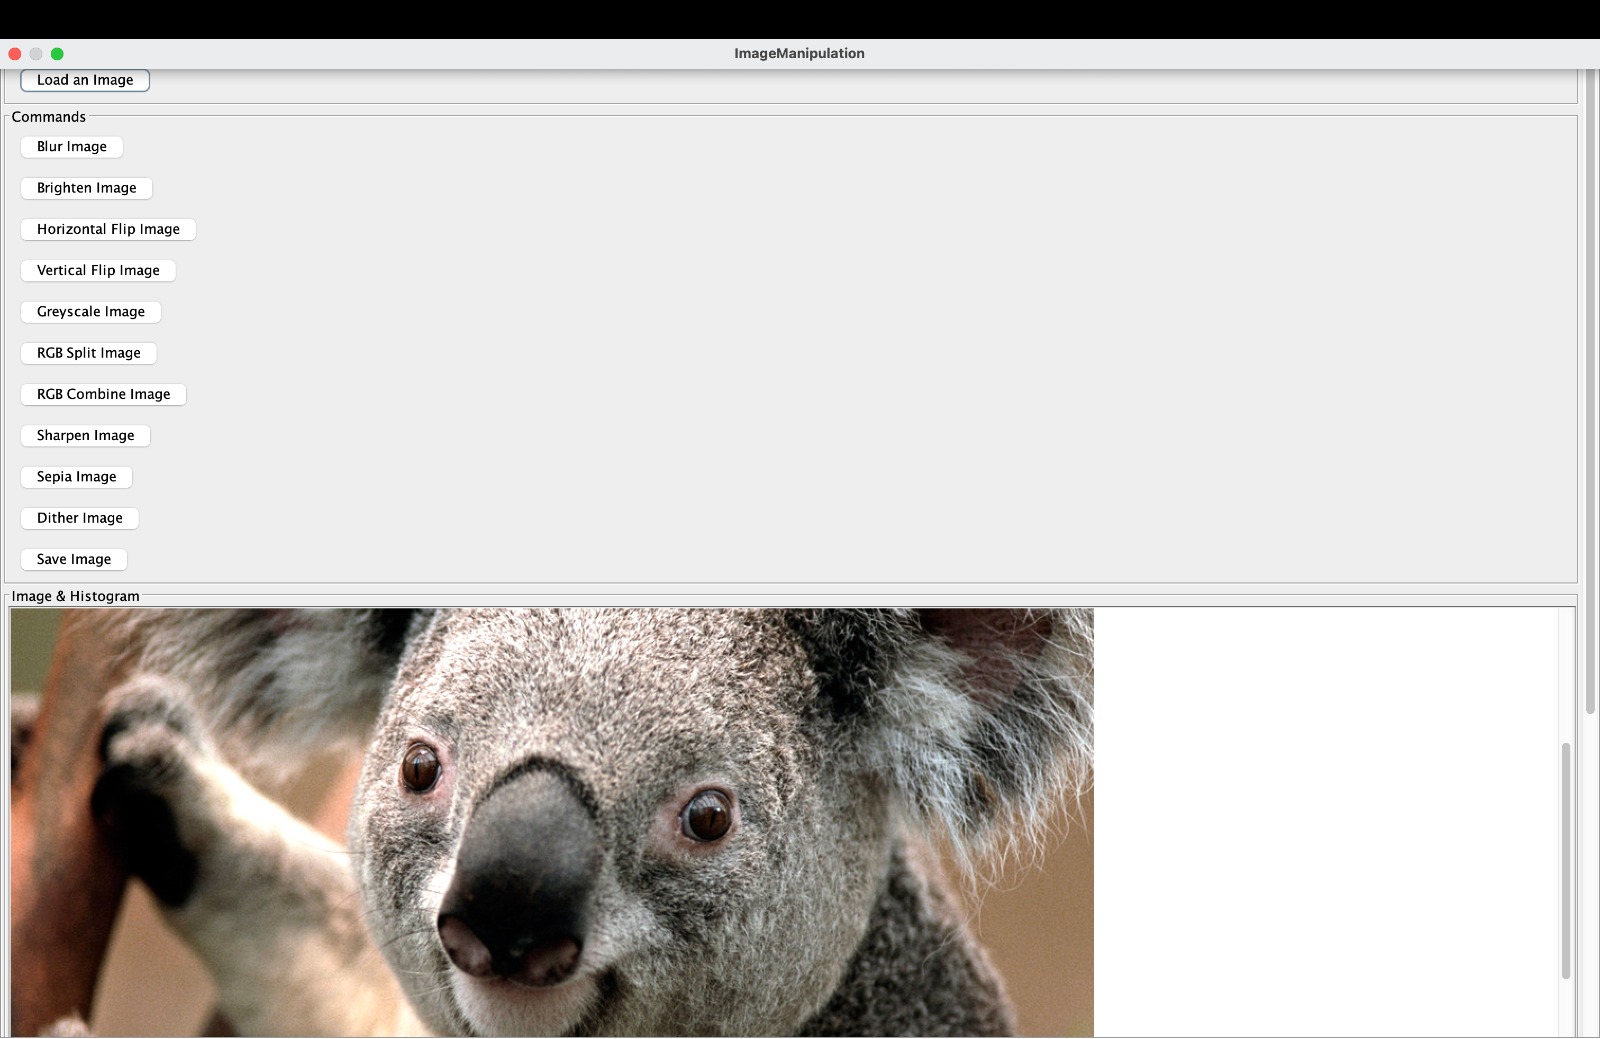 ImageManipulation
Load an Image
Commands
Blur Image
Brighten Image
Horizontal Flip Image
Vertical Flip Image
Greyscale Image
RGB Split Image
RGB Combine Image
Sharpen Image
Sepia Image
Dither Image
Save Image
Image & Histogram